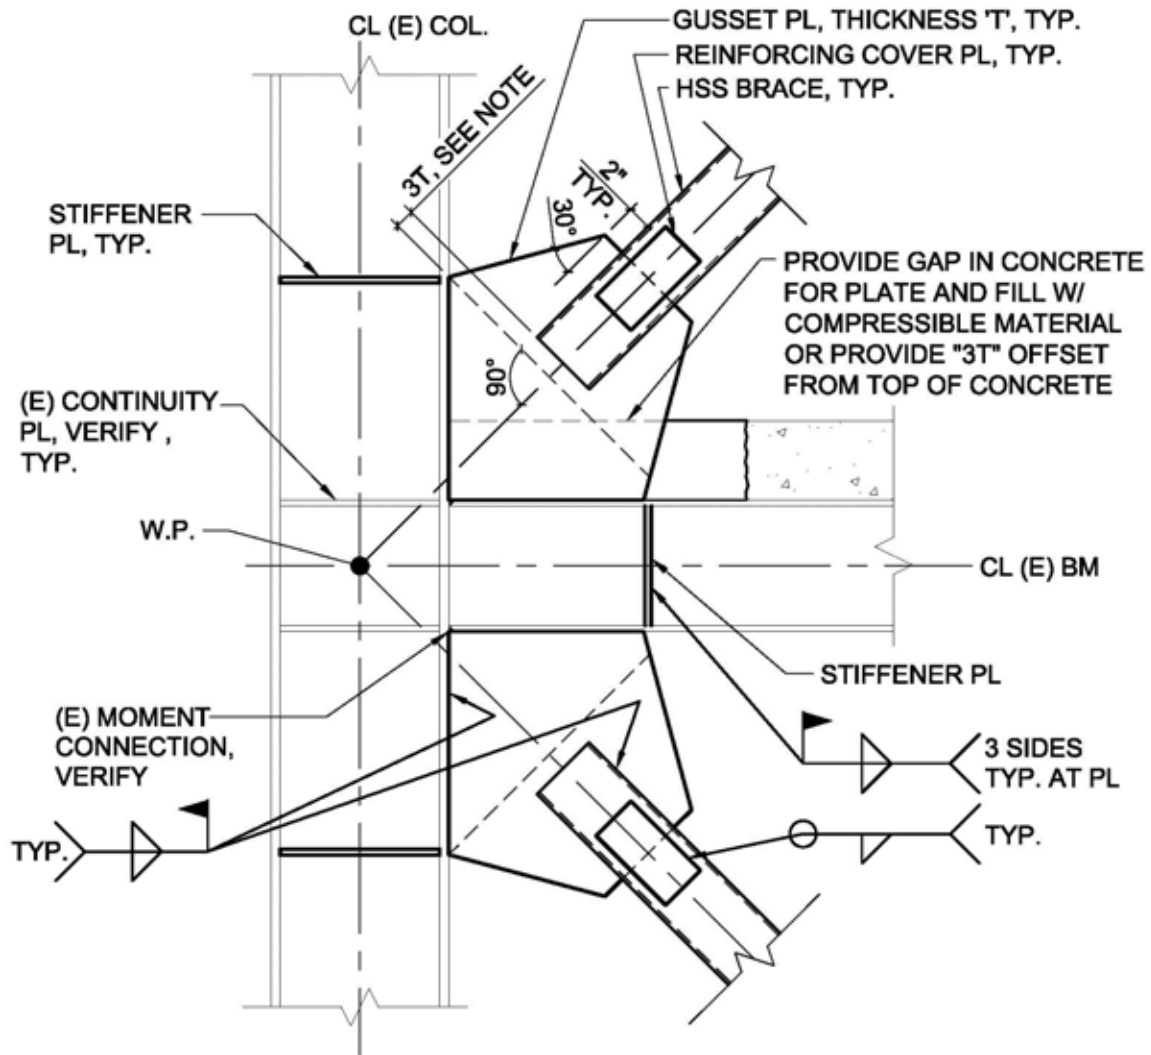 CL (E) COL.
GUSSET PL, THICKNESS 'T', TYP.
REINFORCING COVER PL, TYP.
HSS BRACE, TYP.
3T, SEE NOTE
2"
TYP.
30°
STIFFENER
PL, TYP.
PROVIDE GAP IN CONCRETE
FOR PLATE AND FILL W/
COMPRESSIBLE MATERIAL
OR PROVIDE "3T" OFFSET
FROM TOP OF CONCRETE
90°
(E) CONTINUITY
PL, VERIFY ,
TYP.
W.P.
CL (E) BM
STIFFENER PL
(E) MOMENT
CONNECTION,
VERIFY
3 SIDES
TYP. AT PL
TYP.
TYP.